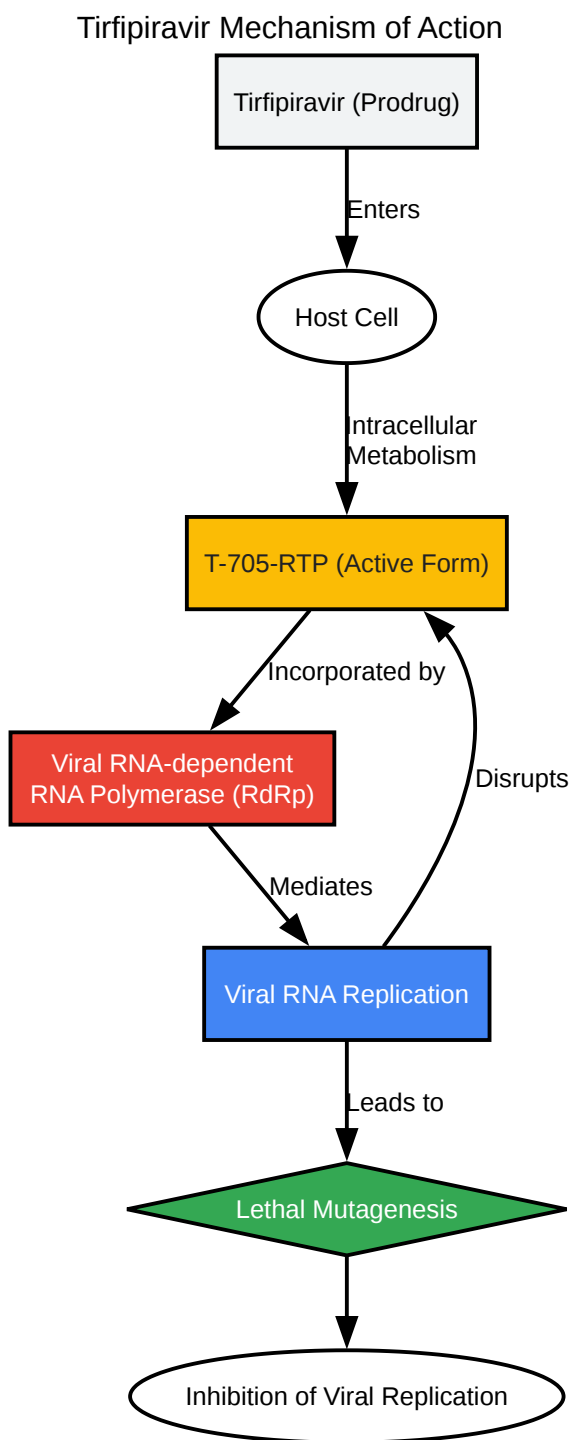 Tirfipiravir Mechanism of Action
Tirfipiravir (Prodrug)
Enters
Host Cell
Intracellular
Metabolism
T-705-RTP (Active Form)
Incorporated by
Viral RNA-dependent
RNA Polymerase (RdRp)
Disrupts
Mediates
Viral RNA Replication
Leads to
Lethal Mutagenesis
Inhibition of Viral Replication